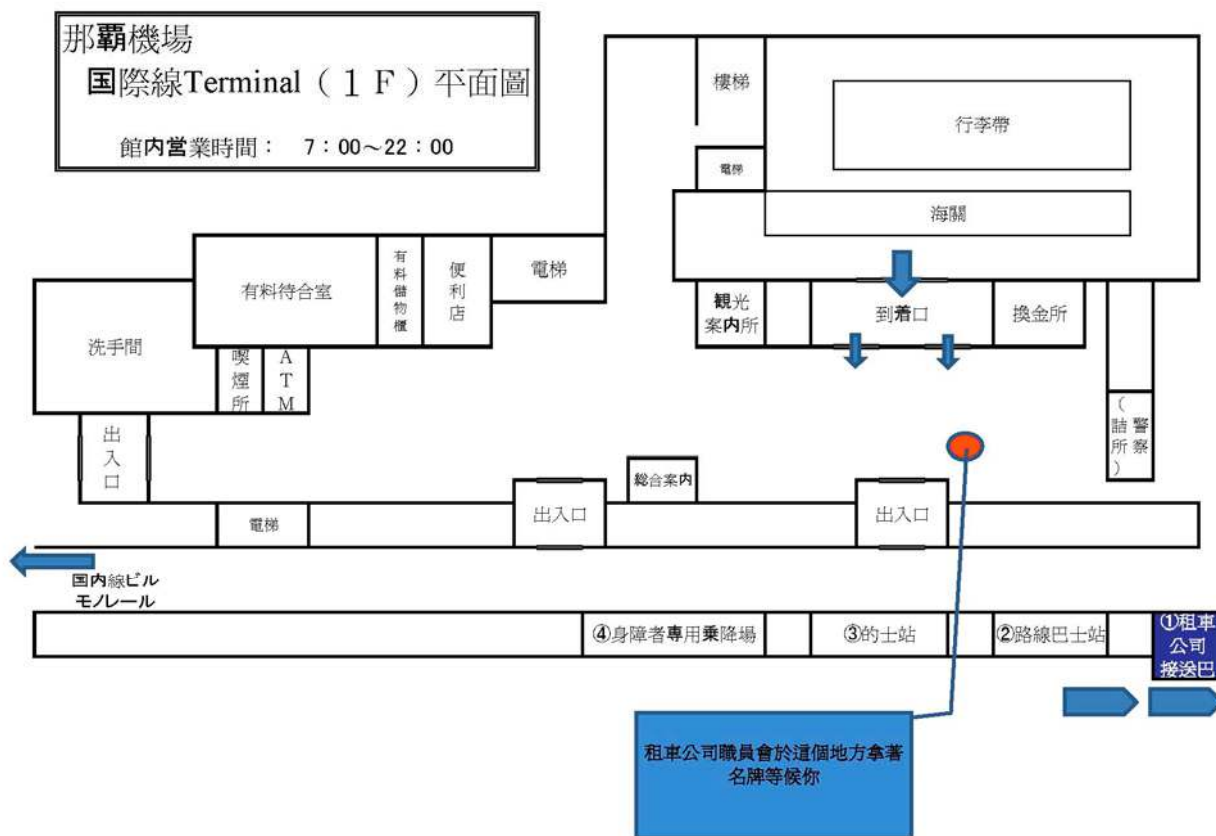 那覇機場
国際線Terminal（１Ｆ）平面圖
館内営業時間： 7：00～22：00
樓梯
行李帶
電梯
海關
有料待合室
有料儲物櫃
便利店
電梯
観光
案内所
到着口
換金所
洗手間
喫煙所
ATM
出入口
（警察
詰所）
総合案内
出入口
出入口
電梯
国内線ビル
モノレール
④身障者専用乗降場
③的士站
②路線巴士站
①租車
公司
接送巴
租車公司職員會於這個地方拿著
名牌等候你